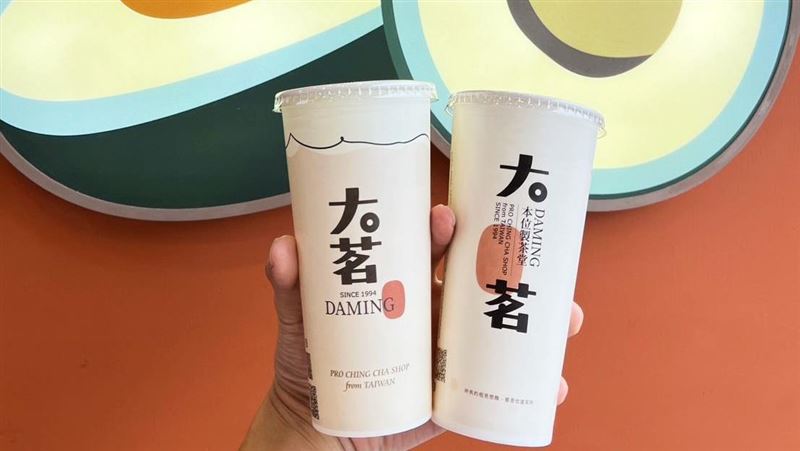 大茗
SINCE 1994
DAMING
PRO CHING CHA SHOP
from TAIWAN
大茗
DAMING
本位製茶堂
PRO CHING CHA SHOP
from TAIWAN
SINCE 1994